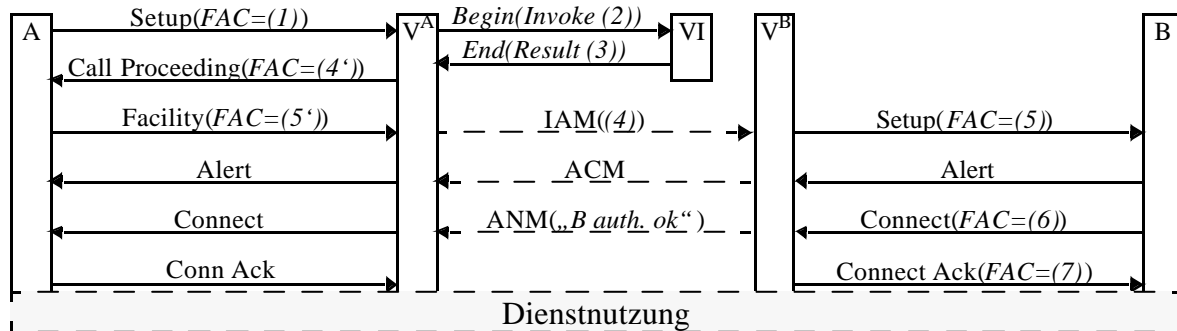 Setup(FAC=(1)) Begin(Invoke (2))
A V^A VI V^B B
End(Result (3))
Call Proceeding(FAC=(4‘))
Facility(FAC=(5‘)) IAM((4)) Setup(FAC=(5))
Alert ACM Alert
Connect ANM(„B auth. ok“) Connect(FAC=(6))
Conn Ack Connect Ack(FAC=(7))
Dienstnutzung